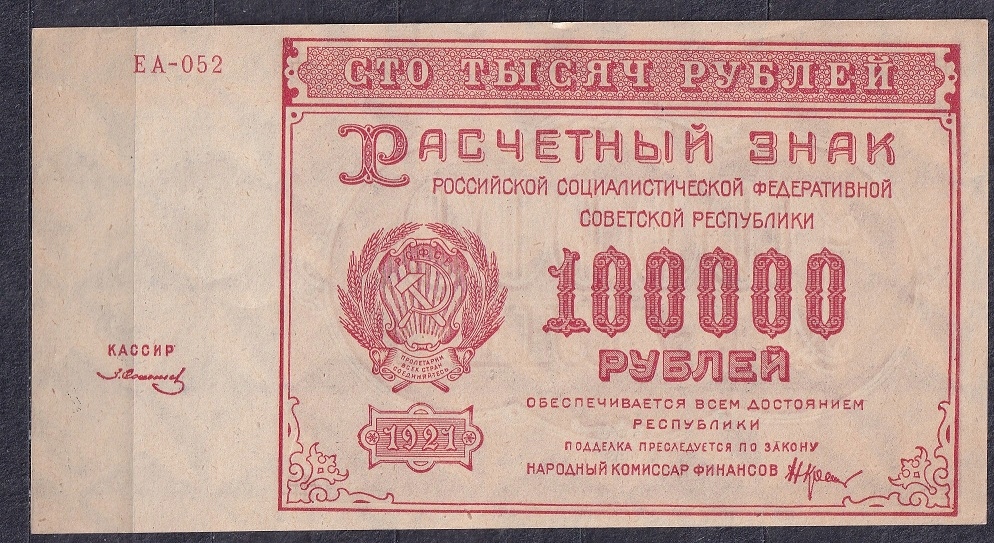 ЕА-052
СТО ТЫСЯЧ РУБЛЕЙ
РАСЧЕТНЫЙ ЗНАК
РОССИЙСКОЙ СОЦИАЛИСТИЧЕСКОЙ ФЕДЕРАТИВНОЙ
СОВЕТСКОЙ РЕСПУБЛИКИ
РСФСР
100000
РУБЛЕЙ
КАССИР
ПРОЛЕТАРИИ
ВСЕХ СТРАН
СОЕДИНЯЙТЕСЬ
1921
ОБЕСПЕЧИВАЕТСЯ ВСЕМ ДОСТОЯНИЕМ
РЕСПУБЛИКИ
ПОДДЕЛКА ПРЕСЛЕДУЕТСЯ ПО ЗАКОНУ
НАРОДНЫЙ КОМИССАР ФИНАНСОВ